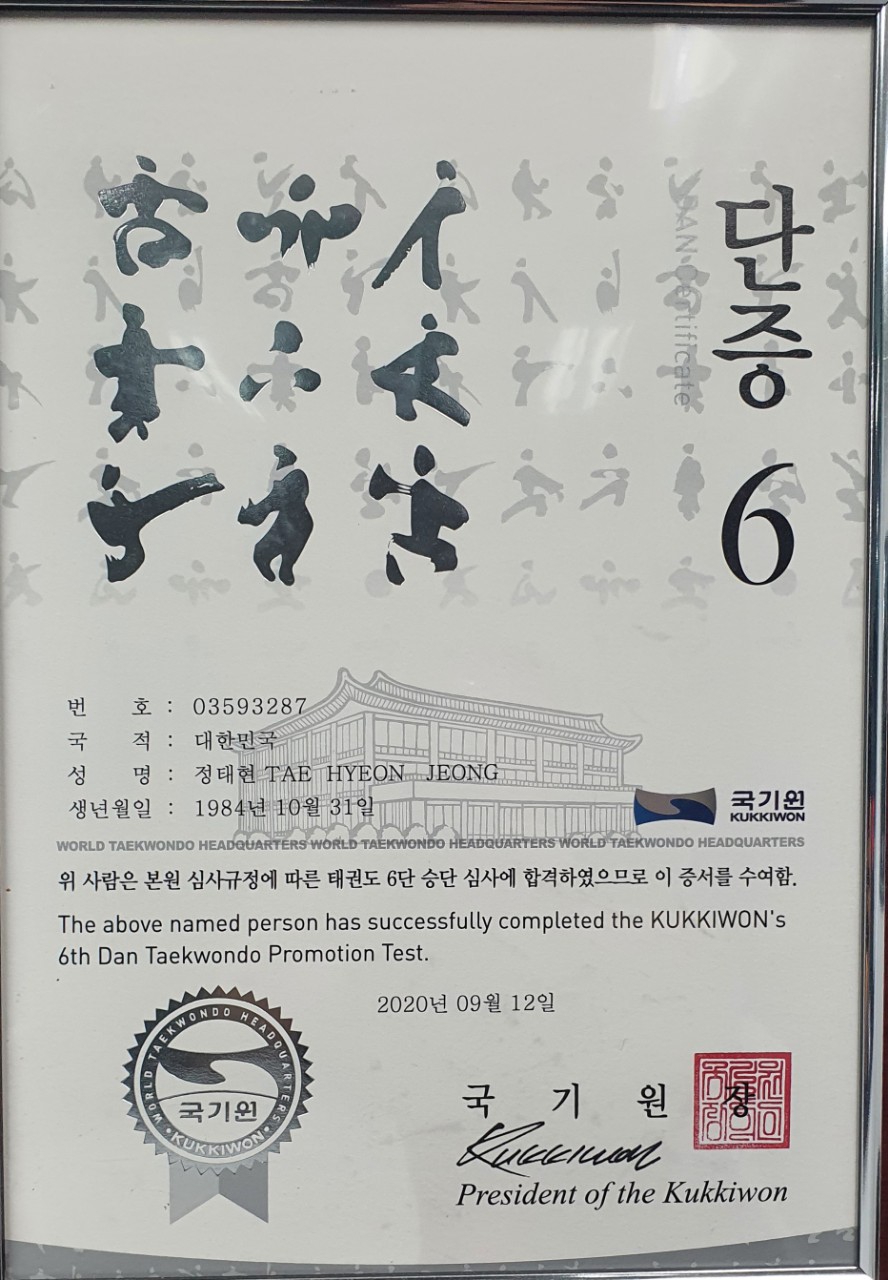 단증
DAN Certificate
6
번 호 : 03593287
국 적 : 대한민국
성 명 : 정태현 TAE HYEON JEONG
생년월일 : 1984년 10월 31일
국기원
KUKKIWON
WORLD TAEKWONDO HEADQUARTERS WORLD TAEKWONDO HEADQUARTERS WORLD TAEKWONDO HEADQUARTERS
위 사람은 본원 심사규정에 따른 태권도 6단 승단 심사에 합격하였으므로 이 증서를 수여함.
The above named person has successfully completed the KUKKIWON's
6th Dan Taekwondo Promotion Test.
2020년 09월 12일
WORLD TAEKWONDO HEADQUARTERS
국기원
KUKKIWON
국 기 원 장
Kukkiwon
President of the Kukkiwon